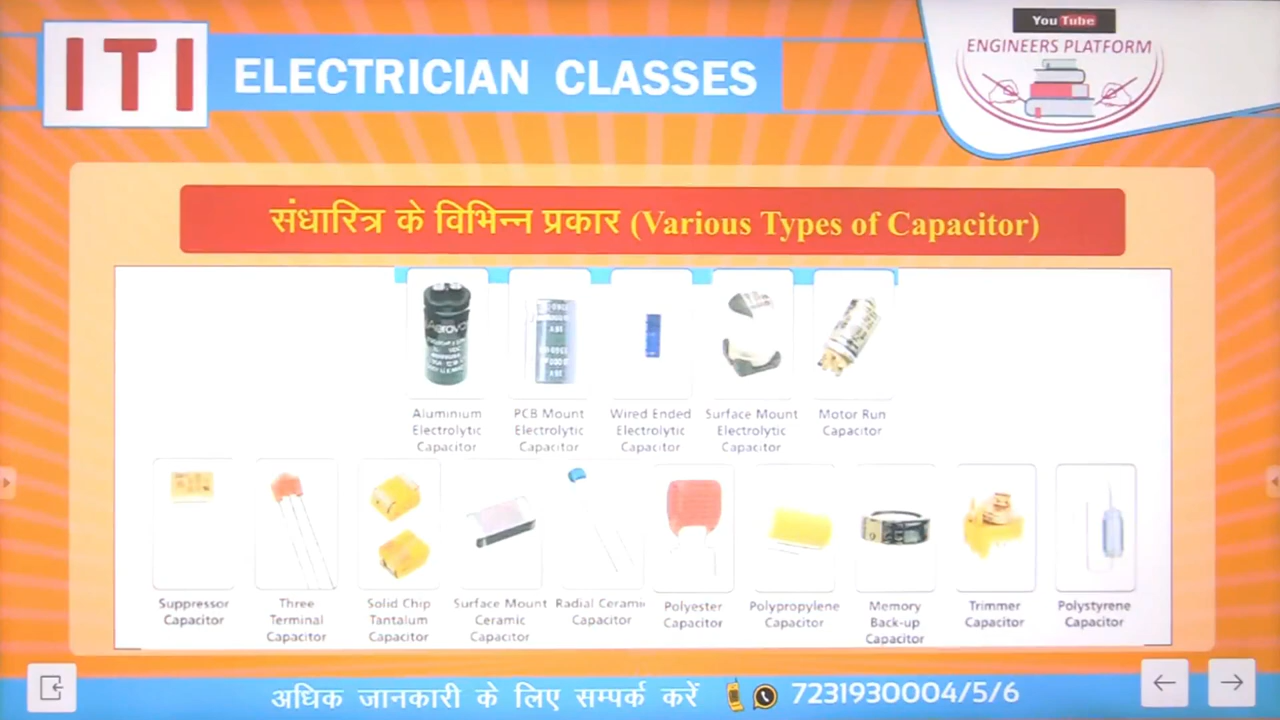 ITI
ELECTRICIAN CLASSES
You Tube
ENGINEERS PLATFORM
संधारित्र के विभिन्न प्रकार (Various Types of Capacitor)
Aluminium
Electrolytic
Capacitor
PCB Mount
Electrolytic
Capacitor
Wired Ended
Electrolytic
Capacitor
Surface Mount
Electrolytic
Capacitor
Motor Run
Capacitor
Suppressor
Capacitor
Three
Terminal
Capacitor
Solid Chip
Tantalum
Capacitor
Surface Mount
Ceramic
Capacitor
Radial Ceramic
Capacitor
Polyester
Capacitor
Polypropylene
Capacitor
Memory
Back-up
Capacitor
Trimmer
Capacitor
Polystyrene
Capacitor
अधिक जानकारी के लिए सम्पर्क करें 7231930004/5/6